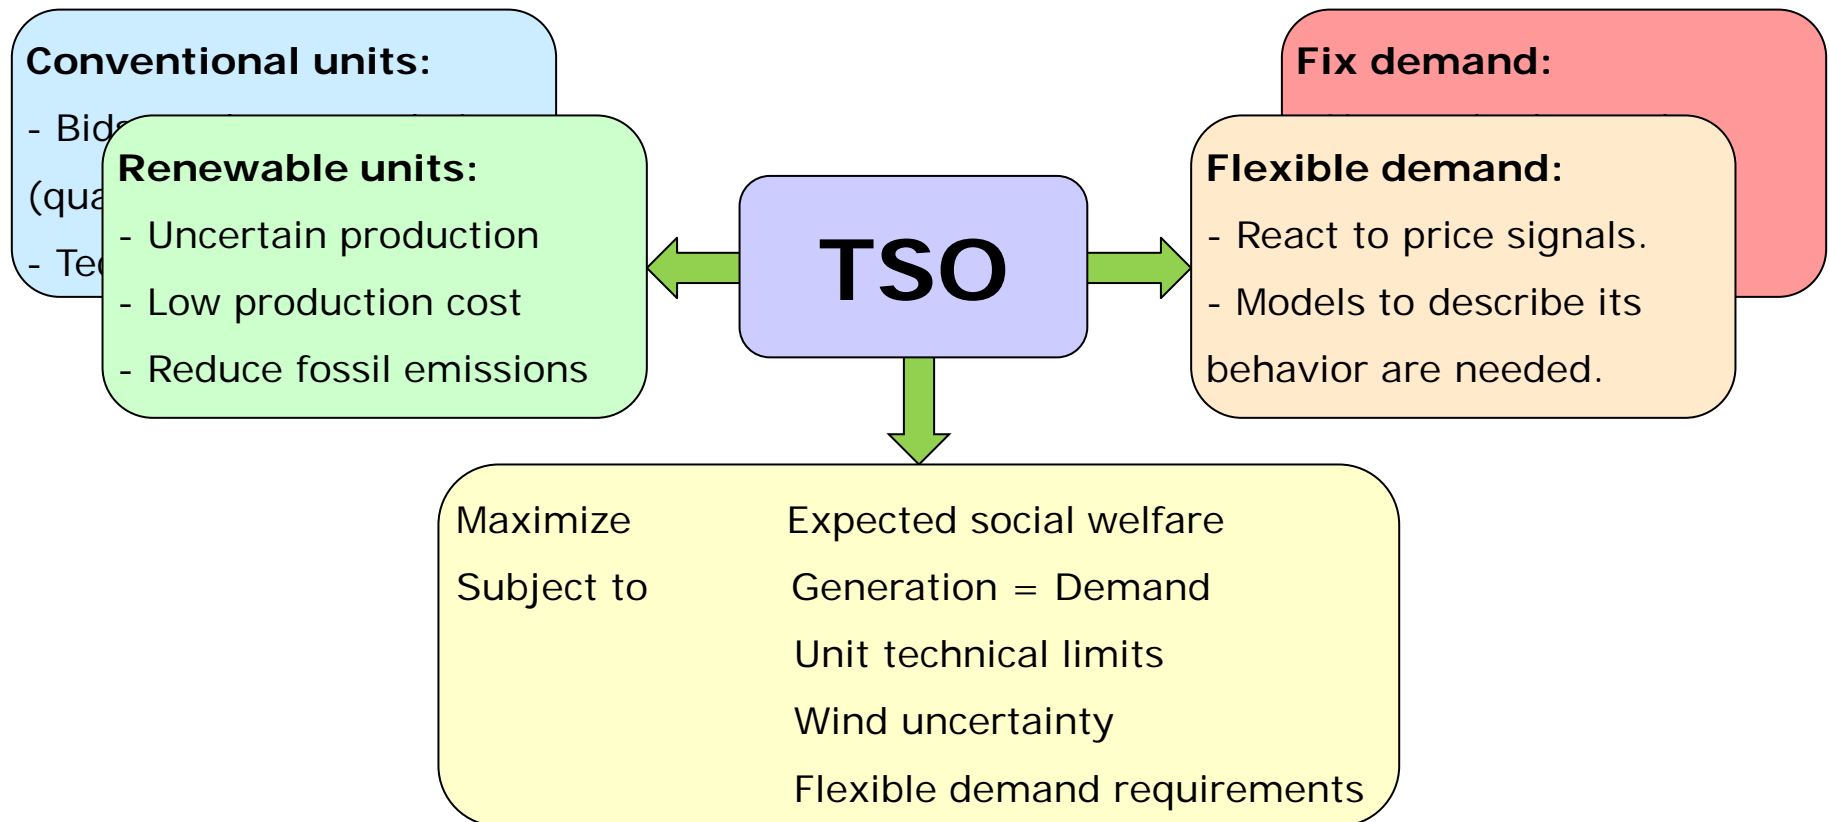 Conventional units:
- Bids
(qua
- Tec
Renewable units:
- Uncertain production
- Low production cost
- Reduce fossil emissions
TSO
Fix demand:
Flexible demand:
- React to price signals.
- Models to describe its
behavior are needed.
Maximize Expected social welfare
Subject to Generation = Demand
Unit technical limits
Wind uncertainty
Flexible demand requirements